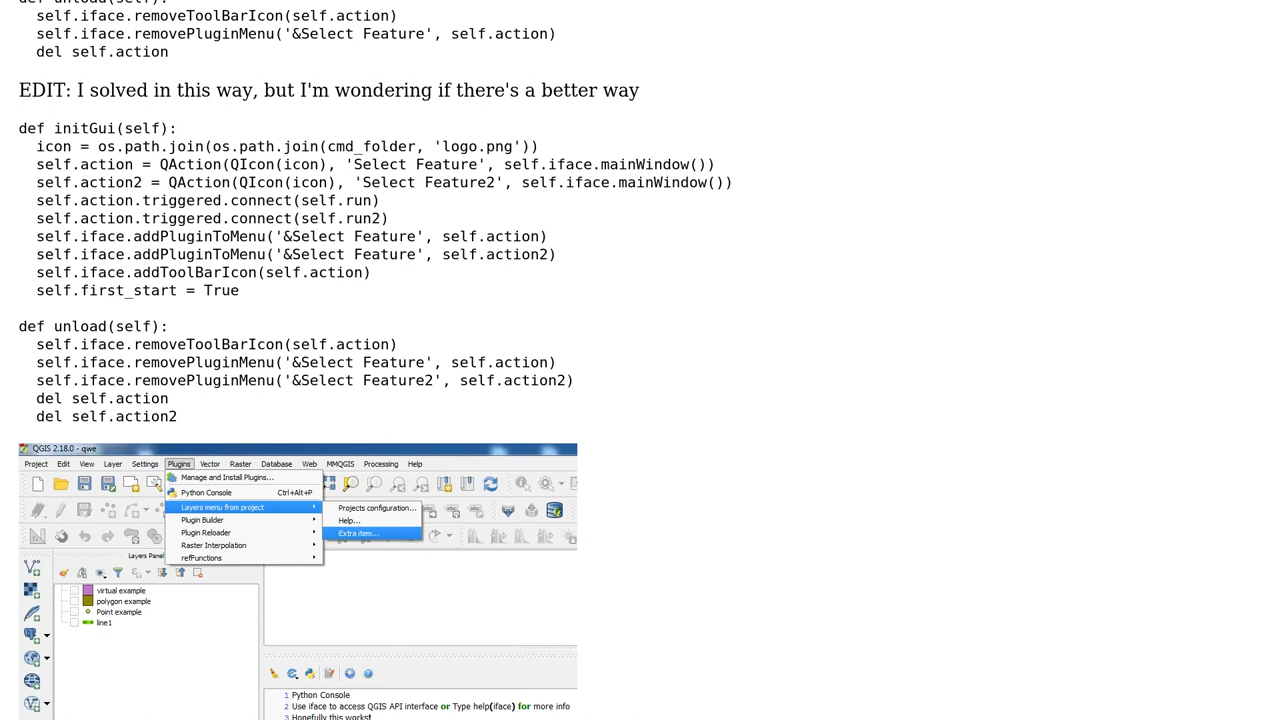 def unload(self):
  self.iface.removeToolBarIcon(self.action)
  self.iface.removePluginMenu('&Select Feature', self.action)
  del self.action
EDIT: I solved in this way, but I'm wondering if there's a better way
def initGui(self):
  icon = os.path.join(os.path.join(cmd_folder, 'logo.png'))
  self.action = QAction(QIcon(icon), 'Select Feature', self.iface.mainWindow())
  self.action2 = QAction(QIcon(icon), 'Select Feature2', self.iface.mainWindow())
  self.action.triggered.connect(self.run)
  self.action.triggered.connect(self.run2)
  self.iface.addPluginToMenu('&Select Feature', self.action)
  self.iface.addPluginToMenu('&Select Feature', self.action2)
  self.iface.addToolBarIcon(self.action)
  self.first_start = True
def unload(self):
  self.iface.removeToolBarIcon(self.action)
  self.iface.removePluginMenu('&Select Feature', self.action)
  self.iface.removePluginMenu('&Select Feature2', self.action2)
  del self.action
  del self.action2
QGIS 2.18.0 - qwe
Project Edit View Layer Settings Plugins Vector Raster Database Web MMQGIS Processing Help
Manage and Install Plugins...
Python Console Ctrl+Alt+P
Layers menu from project
Plugin Builder
Plugin Reloader
Raster Interpolation
refFunctions
Projects configuration...
Help...
Extra item...
Layers Pane
virtual example
polygon example
Point example
line1
1 Python Console
2 Use iface to access QGIS API interface or Type help(iface) for more info
3 Hopefully this works!